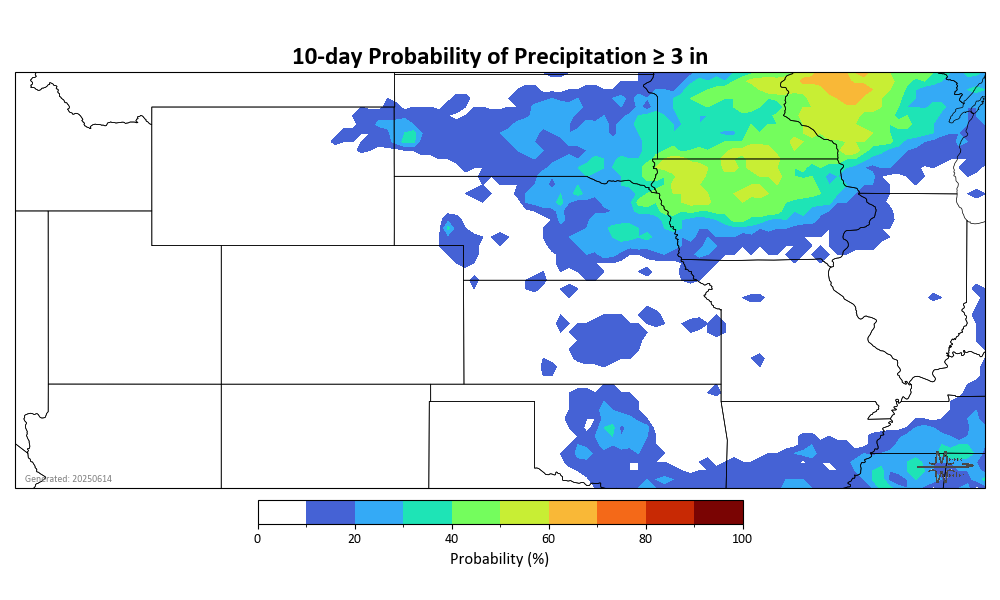 10-day Probability of Precipitation ≥ 3 in
Generated: 20250614
0 20 40 60 80 100
Probability (%)